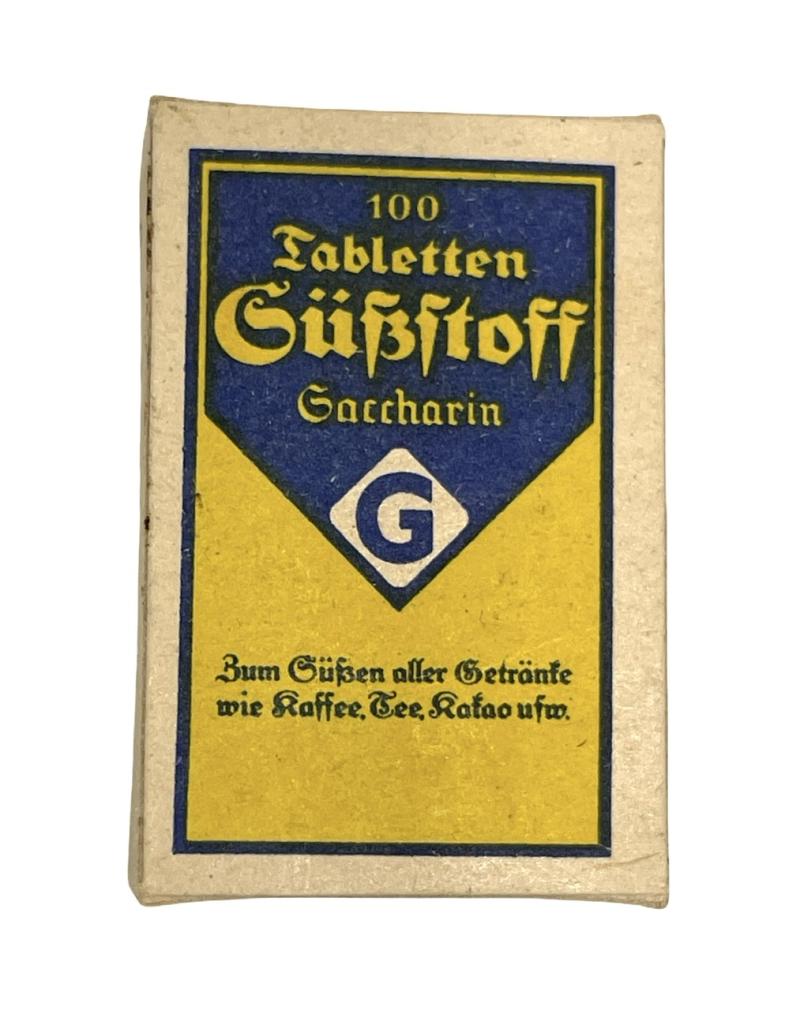 100
Tabletten
Süßſtoff
Saccharin
G
Zum Süßen aller Getränke
wie Kaffee, Tee, Kakao uſw.